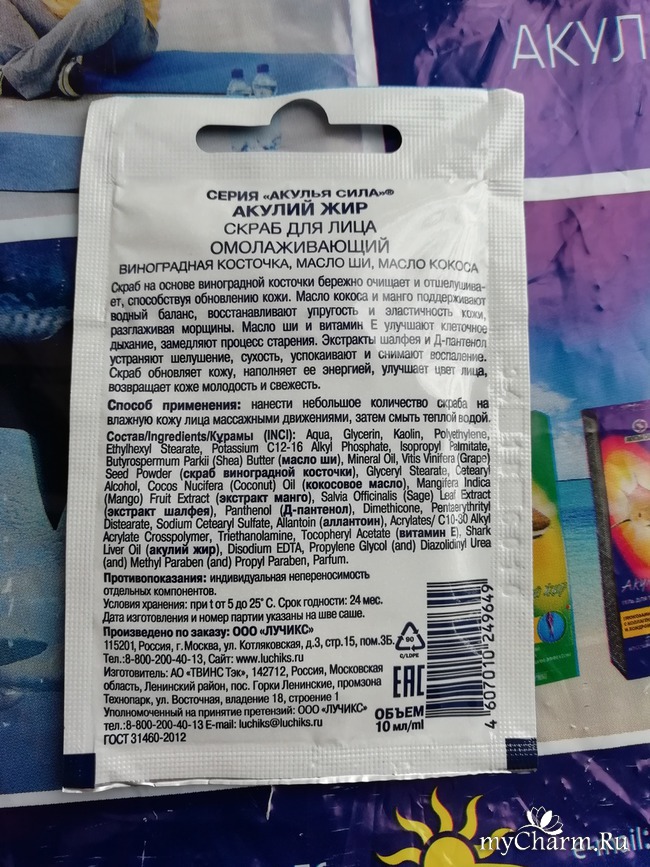 АКУЛ
СЕРИЯ «АКУЛЬЯ СИЛА»®
АКУЛИЙ ЖИР
СКРАБ ДЛЯ ЛИЦА
ОМОЛАЖИВАЮЩИЙ
ВИНОГРАДНАЯ КОСТОЧКА, МАСЛО ШИ, МАСЛО КОКОСА
Скраб на основе виноградной косточки бережно очищает и отшелушива-
ет, способствуя обновлению кожи. Масло кокоса и манго поддерживают
водный баланс, восстанавливают упругость и эластичность кожи,
разглаживая морщины. Масло ши и витамин Е улучшают клеточное
дыхание, замедляют процесс старения. Экстракты шалфея и Д-пантенол
устраняют шелушение, сухость, успокаивают и снимают воспаление.
Скраб обновляет кожу, наполняет ее энергией, улучшает цвет лица,
возвращает коже молодость и свежесть.
Способ применения: нанести небольшое количество скраба на
влажную кожу лица массажными движениями, затем смыть теплой водой.
Состав/Ingredients/Құрамы (INCI): Aqua, Glycerin, Kaolin, Polyethylene,
Ethylhexyl Stearate, Potassium C12-16 Alkyl Phosphate, Isopropyl Palmitate,
Butyrospermum Parkii (Shea) Butter (масло ши), Mineral Oil, Vitis Vinifera (Grape)
Seed Powder (скраб виноградной косточки), Glyceryl Stearate, Cetearyl
Alcohol, Cocos Nucifera (Coconut) Oil (кокосовое масло), Mangifera Indica
(Mango) Fruit Extract (экстракт манго), Salvia Officinalis (Sage) Leaf Extract
(экстракт шалфея), Panthenol (Д-пантенол), Dimethicone, Pentaerythrityl
Distearate, Sodium Cetearyl Sulfate, Allantoin (аллантоин), Acrylates/ C10-30 Alkyl
Acrylate Crosspolymer, Triethanolamine, Tocopheryl Acetate (витамин Е), Shark
Liver Oil (акулий жир), Disodium EDTA, Propylene Glycol (and) Diazolidinyl Urea
(and) Methyl Paraben (and) Propyl Paraben, Parfum.
Противопоказания: индивидуальная непереносимость
отдельных компонентов.
Условия хранения: при t от 5 до 25° С. Срок годности: 24 мес.
Дата изготовления и номер партии указаны на шве саше.
Произведено по заказу: ООО «ЛУЧИКС»
115201, Россия, г. Москва, ул. Котляковская, д.3, стр.15, пом.3Б.
Тел.:8-800-200-40-13, Сайт: www.luchiks.ru
Изготовитель: АО «ТВИНС Тэк», 142712, Россия, Московская
область, Ленинский район, пос. Горки Ленинские, промзона
Технопарк, ул. Восточная, владение 18, строение 1
Уполномоченный на принятие претензий: ООО «ЛУЧИКС»
тел.:8-800-200-40-13 E-mail: luchiks@luchiks.ru
ГОСТ 31460-2012
90
C/LDPE
EAC
ОБЪЕМ
10 мл/ml
4 607010 249649
myCharm.Ru